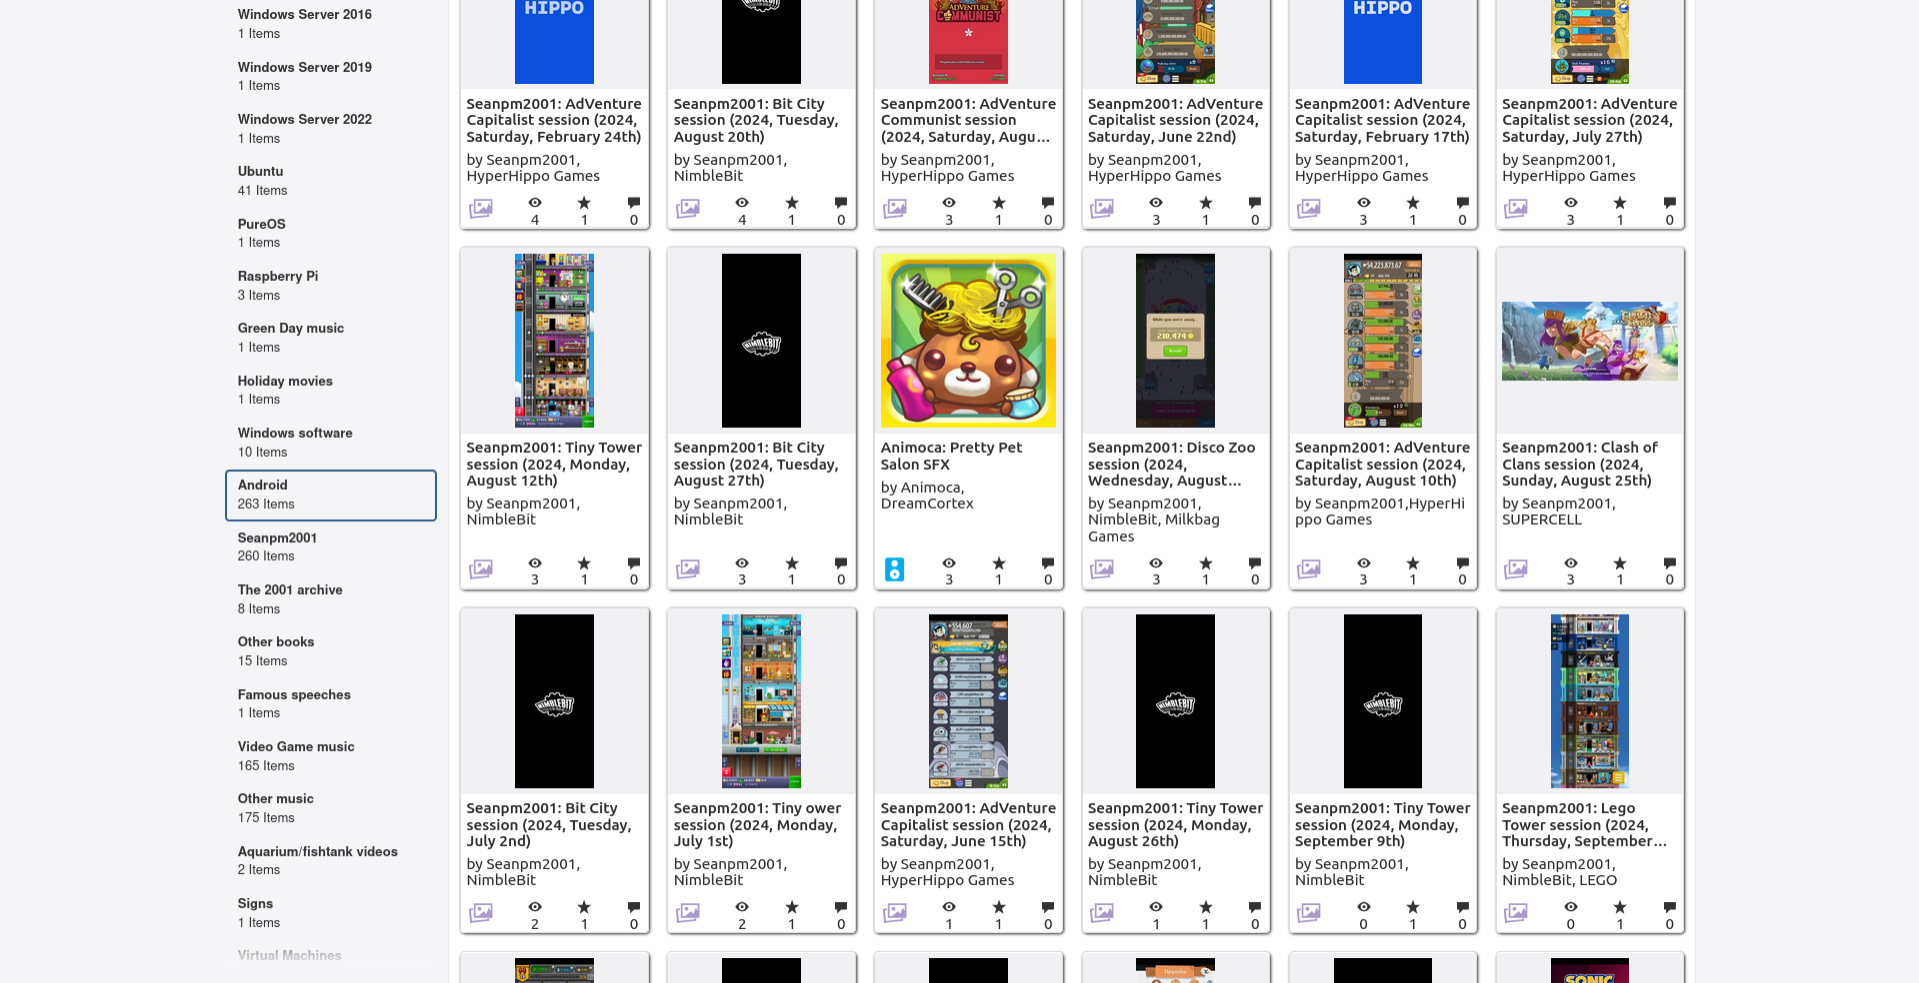 Windows Server 2016
1 Items
Windows Server 2019
1 Items
Windows Server 2022
1 Items
Ubuntu
41 Items
PureOS
1 Items
Raspberry Pi
3 Items
Green Day music
1 Items
Holiday movies
1 Items
Windows software
10 Items
Android
263 Items
Seanpm2001
260 Items
The 2001 archive
8 Items
Other books
15 Items
Famous speeches
1 Items
Video Game music
165 Items
Other music
175 Items
Aquarium/fishtank videos
2 Items
Signs
1 Items
Virtual Machines
HIPPO
Seanpm2001: AdVenture
Capitalist session (2024,
Saturday, February 24th)
by Seanpm2001,
HyperHippo Games
4
1
0
Seanpm2001: Bit City
session (2024, Tuesday,
August 20th)
by Seanpm2001,
NimbleBit
4
1
0
ADVENTURE
COMMUNIST
Seanpm2001: AdVenture
Communist session
(2024, Saturday, Augu...
by Seanpm2001,
HyperHippo Games
3
1
0
Seanpm2001: AdVenture
Capitalist session (2024,
Saturday, June 22nd)
by Seanpm2001,
HyperHippo Games
3
1
0
HIPPO
Seanpm2001: AdVenture
Capitalist session (2024,
Saturday, February 17th)
by Seanpm2001,
HyperHippo Games
3
1
0
Seanpm2001: AdVenture
Capitalist session (2024,
Saturday, July 27th)
by Seanpm2001,
HyperHippo Games
3
1
0
Seanpm2001: Tiny Tower
session (2024, Monday,
August 12th)
by Seanpm2001,
NimbleBit
3
1
0
NIMBLEBIT
Seanpm2001: Bit City
session (2024, Tuesday,
August 27th)
by Seanpm2001,
NimbleBit
3
1
0
Animoca: Pretty Pet
Salon SFX
by Animoca,
DreamCortex
3
1
0
While you were away...
210,474
Seanpm2001: Disco Zoo
session (2024,
Wednesday, August...
by Seanpm2001,
NimbleBit, Milkbag
Games
3
1
0
Seanpm2001: AdVenture
Capitalist session (2024,
Saturday, August 10th)
by Seanpm2001,HyperHi
ppo Games
3
1
0
Seanpm2001: Clash of
Clans session (2024,
Sunday, August 25th)
by Seanpm2001,
SUPERCELL
3
1
0
NIMBLEBIT
Seanpm2001: Bit City
session (2024, Tuesday,
July 2nd)
by Seanpm2001,
NimbleBit
2
1
0
Seanpm2001: Tiny ower
session (2024, Monday,
July 1st)
by Seanpm2001,
NimbleBit
2
1
0
Seanpm2001: AdVenture
Capitalist session (2024,
Saturday, June 15th)
by Seanpm2001,
HyperHippo Games
1
1
0
NIMBLEBIT
Seanpm2001: Tiny Tower
session (2024, Monday,
August 26th)
by Seanpm2001,
NimbleBit
1
1
0
NIMBLEBIT
Seanpm2001: Tiny Tower
session (2024, Monday,
September 9th)
by Seanpm2001,
NimbleBit
0
1
0
Seanpm2001: Lego
Tower session (2024,
Thursday, September...
by Seanpm2001,
NimbleBit, LEGO
0
1
0
Upgrades
SONIC